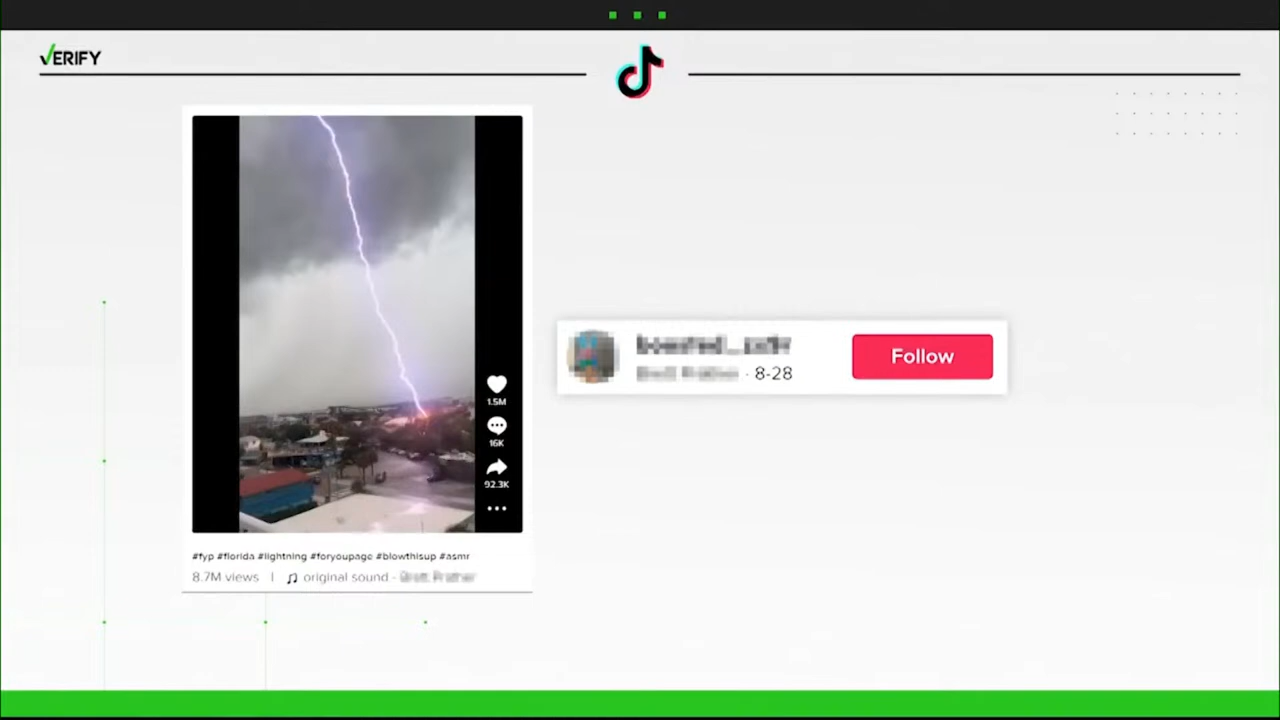 VERIFY
1.5M
16K
92.3K
Follow
· 8-28
#fyp #florida #lightning #foryoupage #blowthisup #asmr
8.7M views | original sound -